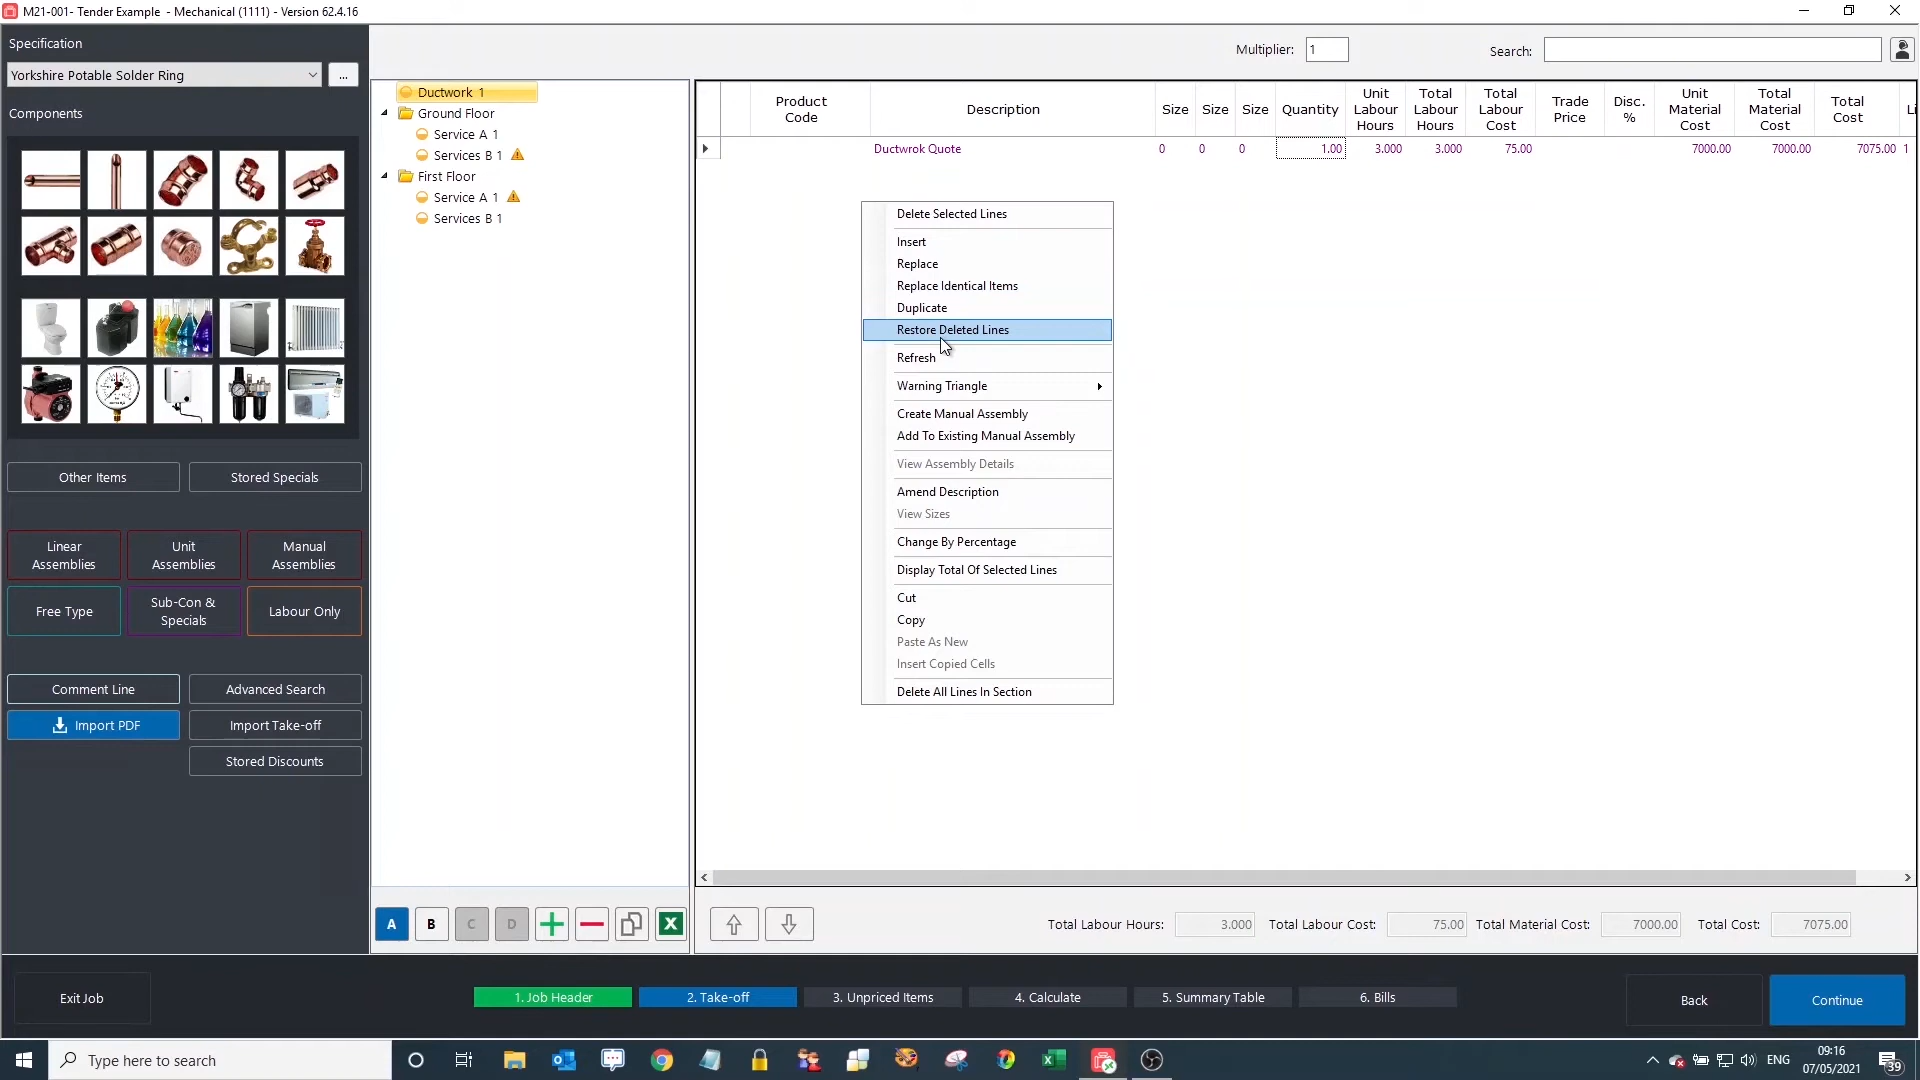 M21-001- Tender Example - Mechanical (1111) - Version 62.4.16
Specification
Yorkshire Potable Solder Ring
...
Components
Other Items
Stored Specials
Linear
Assemblies
Unit
Assemblies
Manual
Assemblies
Free Type
Sub-Con &
Specials
Labour Only
Comment Line
Advanced Search
Import PDF
Import Take-off
Stored Discounts
Ductwork 1
Ground Floor
Service A 1
Services B 1
First Floor
Service A 1
Services B 1
A
B
C
D
Multiplier: 1
Search:
Product
Code
Description
Size
Size
Size
Quantity
Unit
Labour
Hours
Total
Labour
Hours
Total
Labour
Cost
Trade
Price
Disc.
%
Unit
Material
Cost
Total
Material
Cost
Total
Cost
Li
Ductwrok Quote 0 0 0 1.00 3.000 3.000 75.00 7000.00 7000.00 7075.00 1
Delete Selected Lines
Insert
Replace
Replace Identical Items
Duplicate
Restore Deleted Lines
Refresh
Warning Triangle
Create Manual Assembly
Add To Existing Manual Assembly
View Assembly Details
Amend Description
View Sizes
Change By Percentage
Display Total Of Selected Lines
Cut
Copy
Paste As New
Insert Copied Cells
Delete All Lines In Section
Total Labour Hours: 3.000 Total Labour Cost: 75.00 Total Material Cost: 7000.00 Total Cost: 7075.00
Exit Job
1. Job Header
2. Take-off
3. Unpriced Items
4. Calculate
5. Summary Table
6. Bills
Back
Continue
Type here to search
ENG
09:16
07/05/2021
39